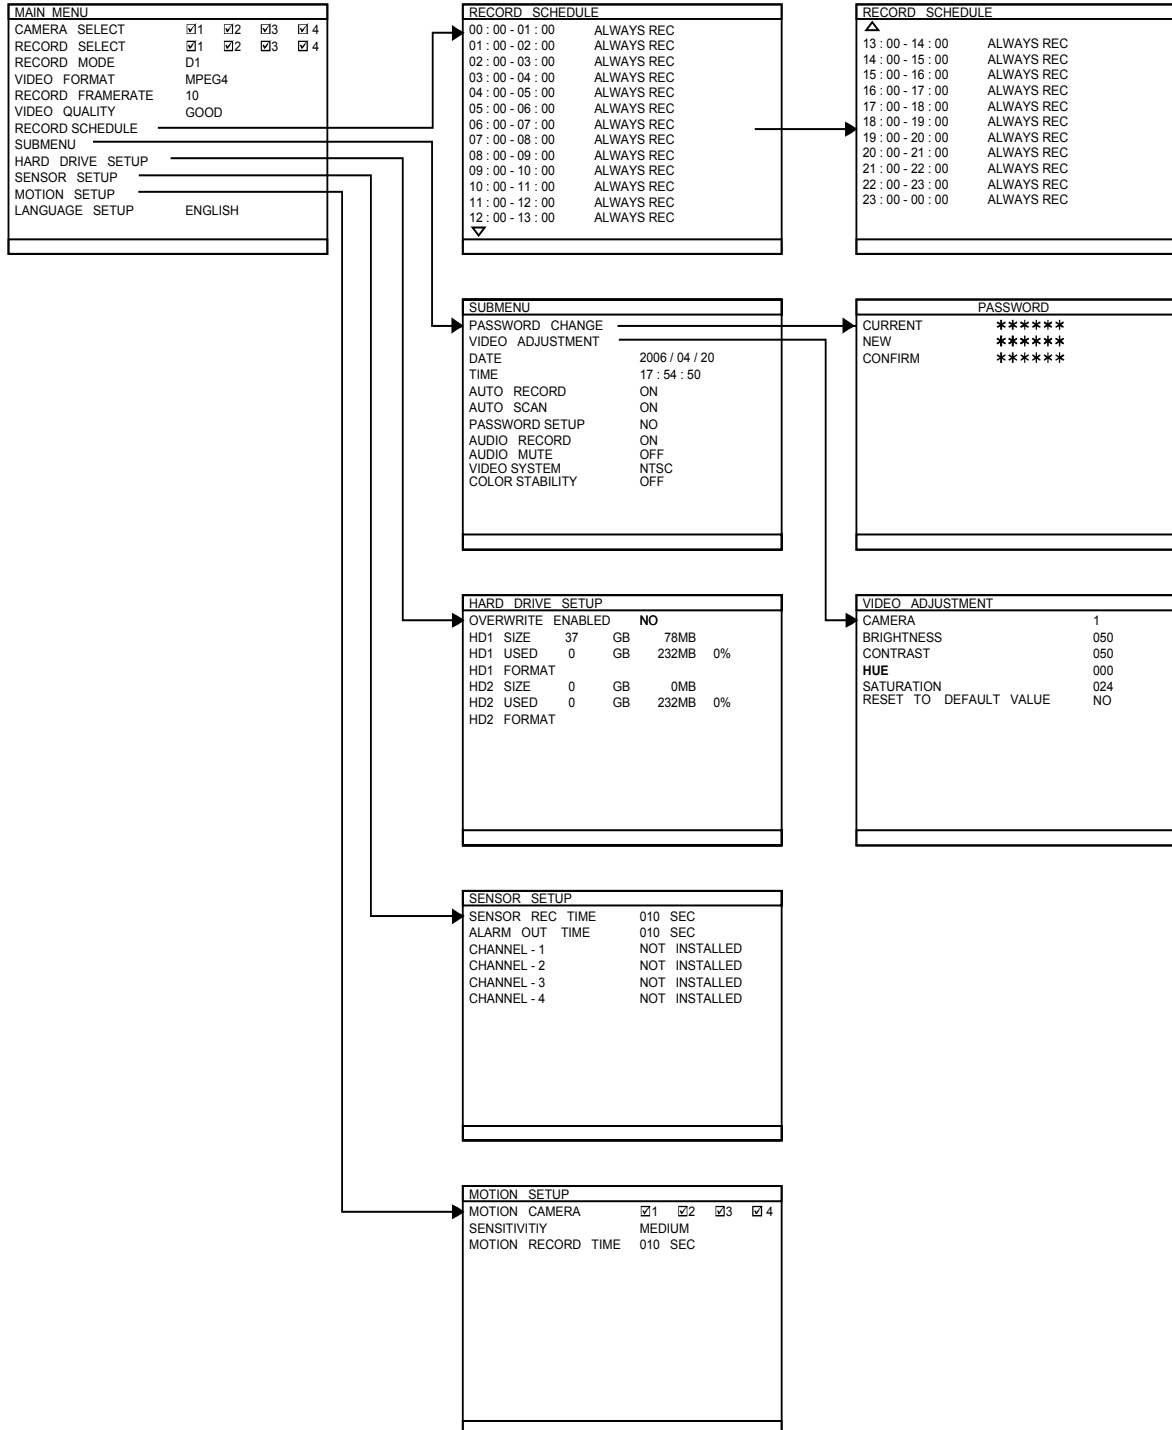 MAIN MENU
CAMERA SELECT ☑1 ☑2 ☑3 ☑4
RECORD SELECT ☑1 ☑2 ☑3 ☑4
RECORD MODE D1
VIDEO FORMAT MPEG4
RECORD FRAMERATE 10
VIDEO QUALITY GOOD
RECORD SCHEDULE
SUBMENU
HARD DRIVE SETUP
SENSOR SETUP
MOTION SETUP
LANGUAGE SETUP ENGLISH
RECORD SCHEDULE
00 : 00 - 01 : 00 ALWAYS REC
01 : 00 - 02 : 00 ALWAYS REC
02 : 00 - 03 : 00 ALWAYS REC
03 : 00 - 04 : 00 ALWAYS REC
04 : 00 - 05 : 00 ALWAYS REC
05 : 00 - 06 : 00 ALWAYS REC
06 : 00 - 07 : 00 ALWAYS REC
07 : 00 - 08 : 00 ALWAYS REC
08 : 00 - 09 : 00 ALWAYS REC
09 : 00 - 10 : 00 ALWAYS REC
10 : 00 - 11 : 00 ALWAYS REC
11 : 00 - 12 : 00 ALWAYS REC
12 : 00 - 13 : 00 ALWAYS REC
RECORD SCHEDULE
13 : 00 - 14 : 00 ALWAYS REC
14 : 00 - 15 : 00 ALWAYS REC
15 : 00 - 16 : 00 ALWAYS REC
16 : 00 - 17 : 00 ALWAYS REC
17 : 00 - 18 : 00 ALWAYS REC
18 : 00 - 19 : 00 ALWAYS REC
19 : 00 - 20 : 00 ALWAYS REC
20 : 00 - 21 : 00 ALWAYS REC
21 : 00 - 22 : 00 ALWAYS REC
22 : 00 - 23 : 00 ALWAYS REC
23 : 00 - 00 : 00 ALWAYS REC
SUBMENU
PASSWORD CHANGE
VIDEO ADJUSTMENT
DATE 2006 / 04 / 20
TIME 17 : 54 : 50
AUTO RECORD ON
AUTO SCAN ON
PASSWORD SETUP NO
AUDIO RECORD ON
AUDIO MUTE OFF
VIDEO SYSTEM NTSC
COLOR STABILITY OFF
PASSWORD
CURRENT ******
NEW ******
CONFIRM ******
HARD DRIVE SETUP
OVERWRITE ENABLED NO
HD1 SIZE 37 GB 78MB
HD1 USED 0 GB 232MB 0%
HD1 FORMAT
HD2 SIZE 0 GB 0MB
HD2 USED 0 GB 232MB 0%
HD2 FORMAT
VIDEO ADJUSTMENT
CAMERA 1
BRIGHTNESS 050
CONTRAST 050
HUE 000
SATURATION 024
RESET TO DEFAULT VALUE NO
SENSOR SETUP
SENSOR REC TIME 010 SEC
ALARM OUT TIME 010 SEC
CHANNEL - 1 NOT INSTALLED
CHANNEL - 2 NOT INSTALLED
CHANNEL - 3 NOT INSTALLED
CHANNEL - 4 NOT INSTALLED
MOTION SETUP
MOTION CAMERA ☑1 ☑2 ☑3 ☑4
SENSITIVITIY MEDIUM
MOTION RECORD TIME 010 SEC